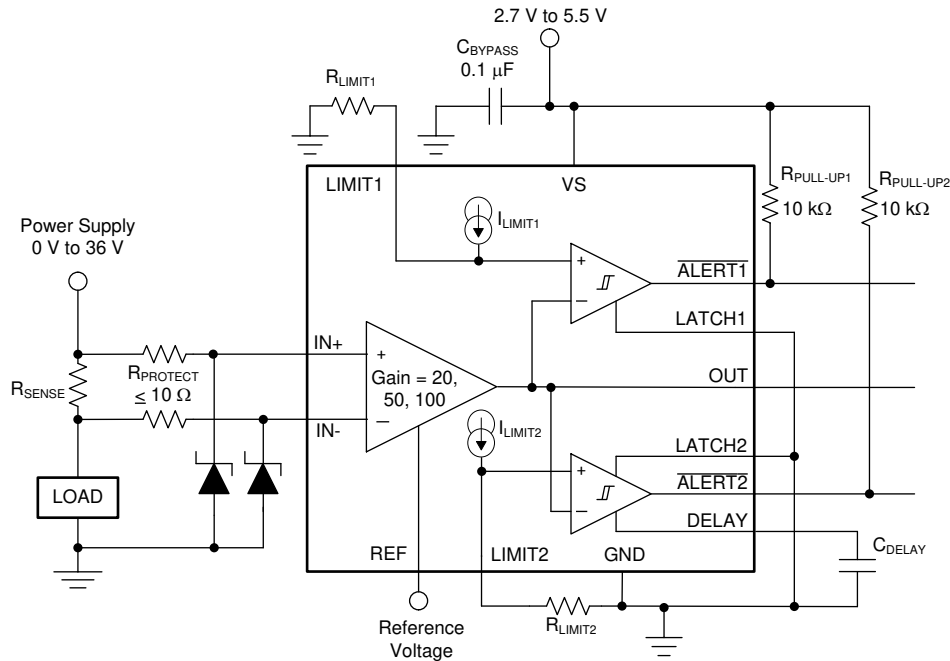 2.7 V to 5.5 V
CBYPASS
0.1 μF
RLIMIT1
LIMIT1
VS
RPULL-UP1
10 kΩ
RPULL-UP2
10 kΩ
Power Supply
0 V to 36 V
ILIMIT1
+
−
ALERT1
LATCH1
IN+
+
Gain = 20,
50, 100
−
OUT
RSENSE
RPROTECT
≤ 10 Ω
IN-
ILIMIT2
LATCH2
+
−
ALERT2
DELAY
LOAD
REF
LIMIT2
GND
CDELAY
RLIMIT2
Reference
Voltage